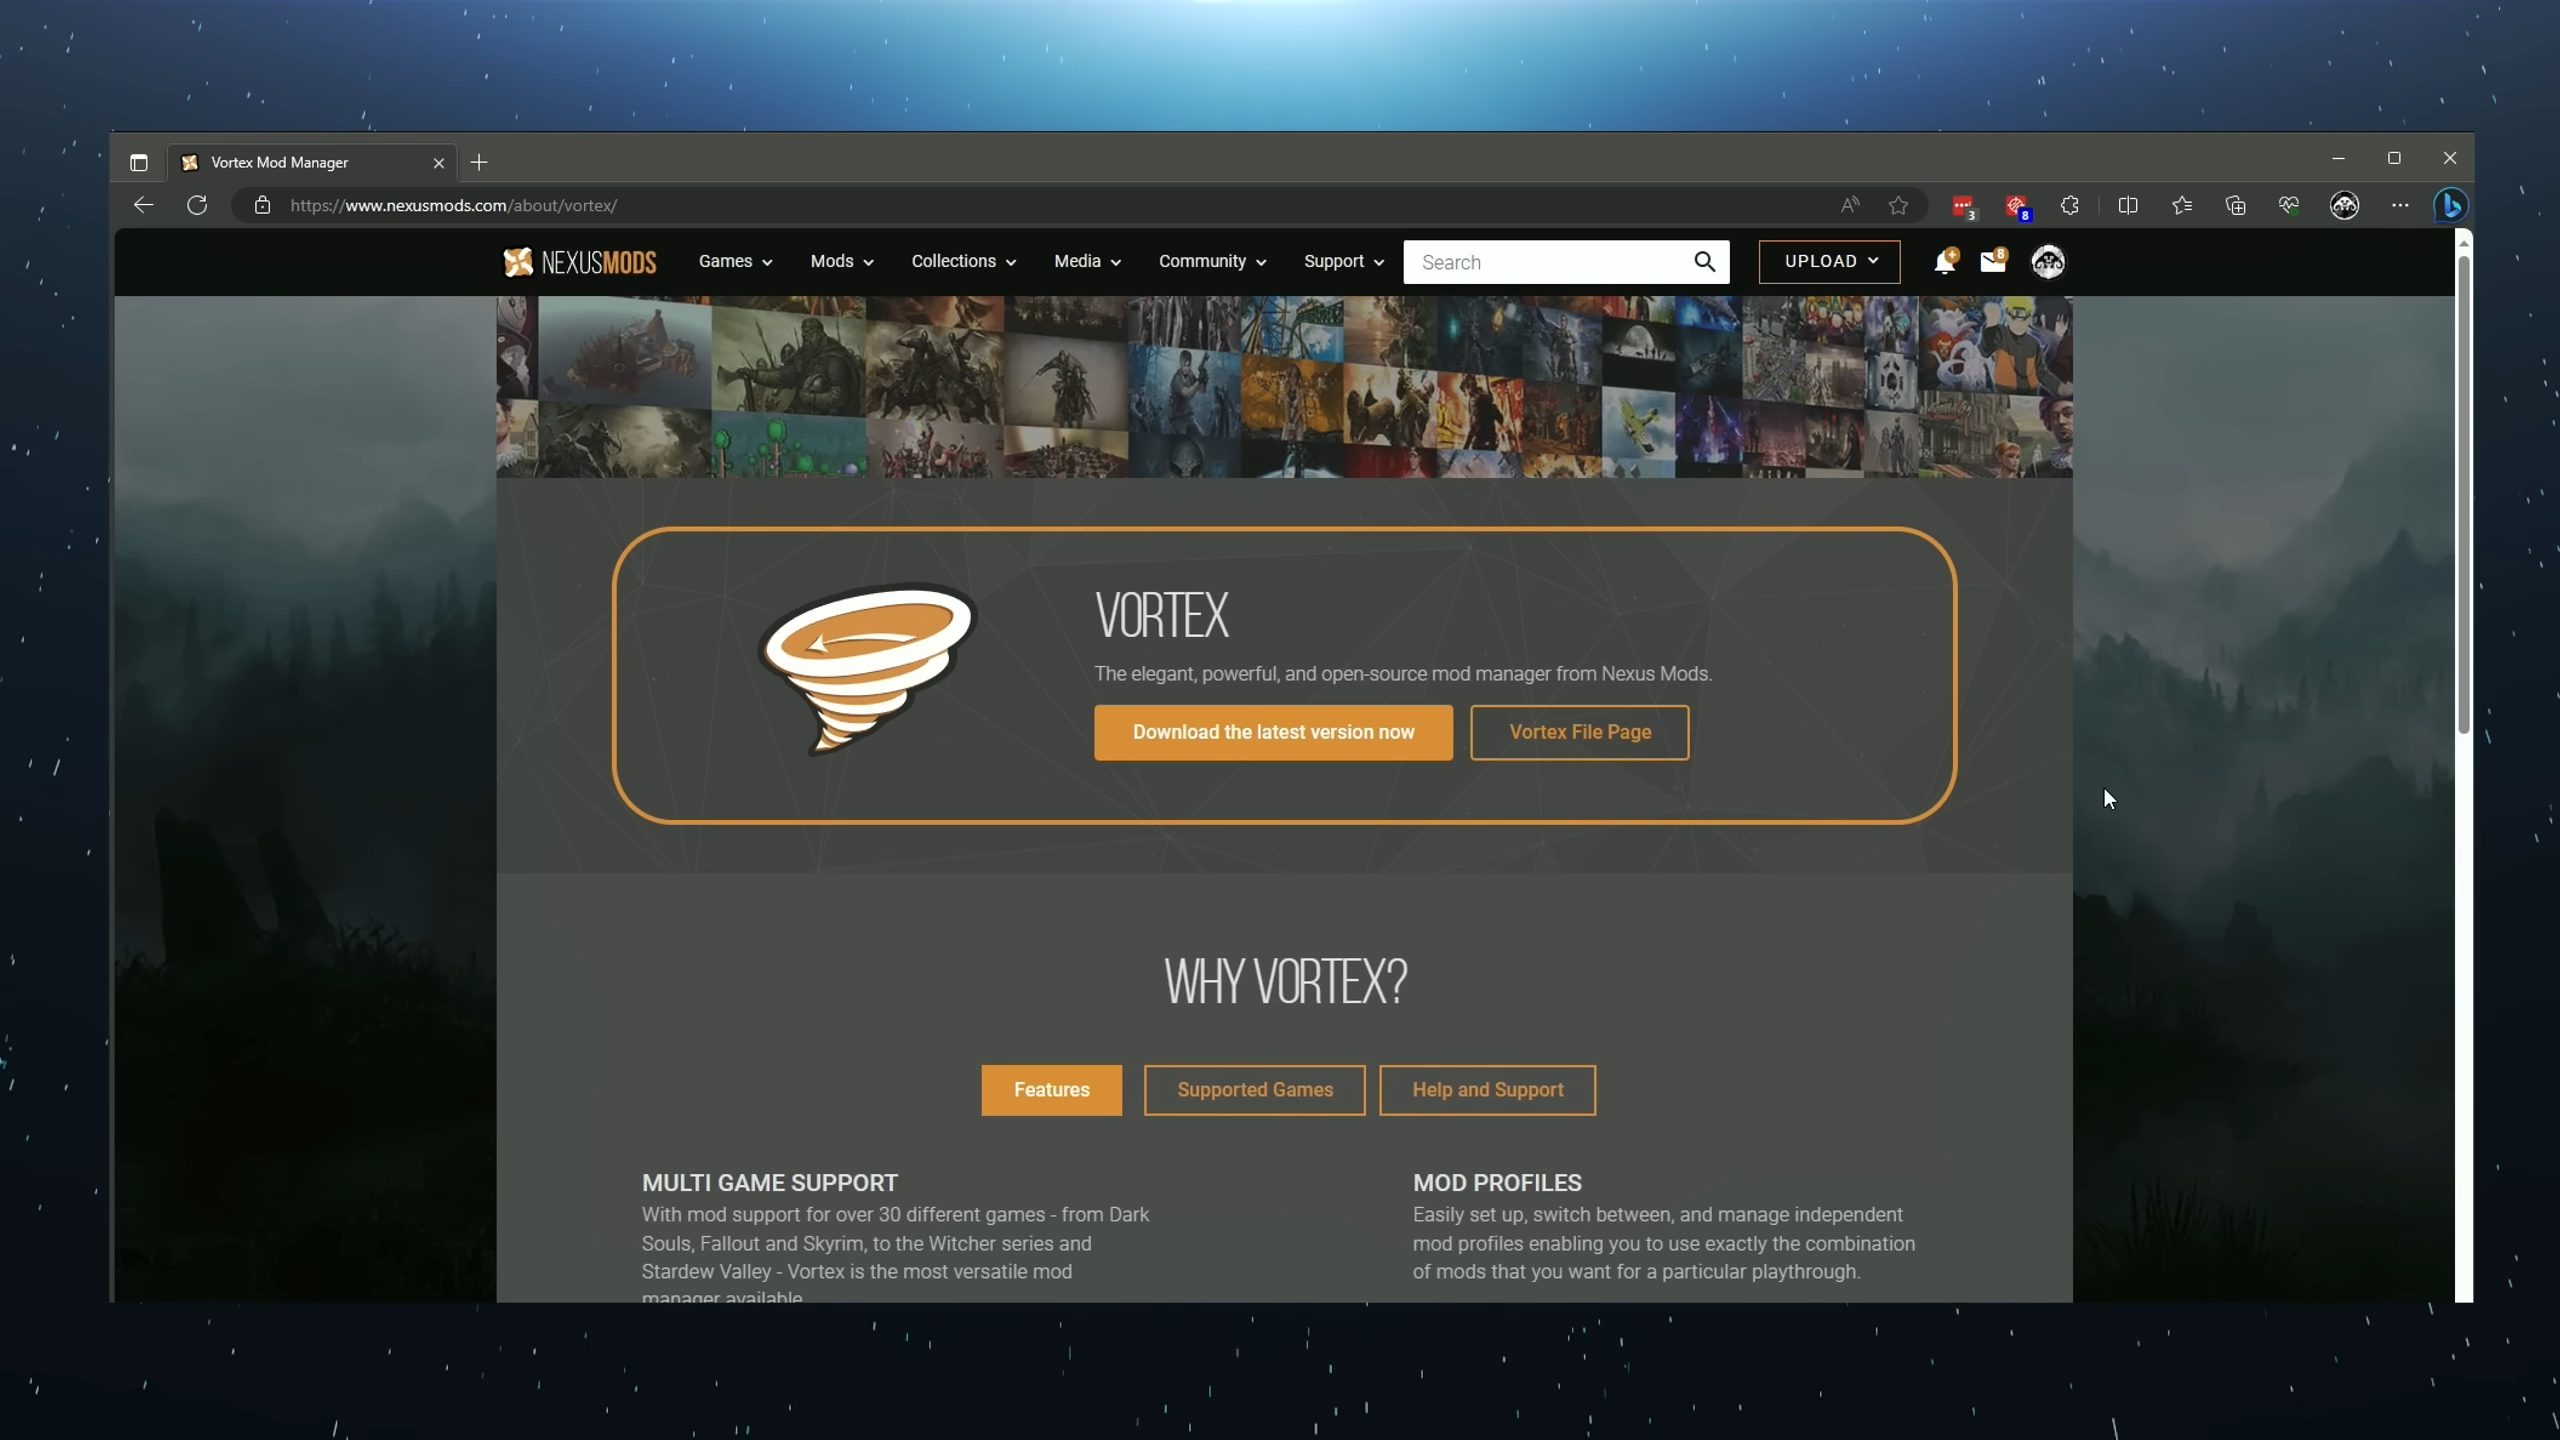 Vortex Mod Manager
https://www.nexusmods.com/about/vortex/
3
8
NEXUSMODS
Games
Mods
Collections
Media
Community
Support
Search
UPLOAD
8
VORTEX
The elegant, powerful, and open-source mod manager from Nexus Mods.
Download the latest version now
Vortex File Page
WHY VORTEX?
Features
Supported Games
Help and Support
MULTI GAME SUPPORT
With mod support for over 30 different games - from Dark
Souls, Fallout and Skyrim, to the Witcher series and
Stardew Valley - Vortex is the most versatile mod
manager available
MOD PROFILES
Easily set up, switch between, and manage independent
mod profiles enabling you to use exactly the combination
of mods that you want for a particular playthrough.